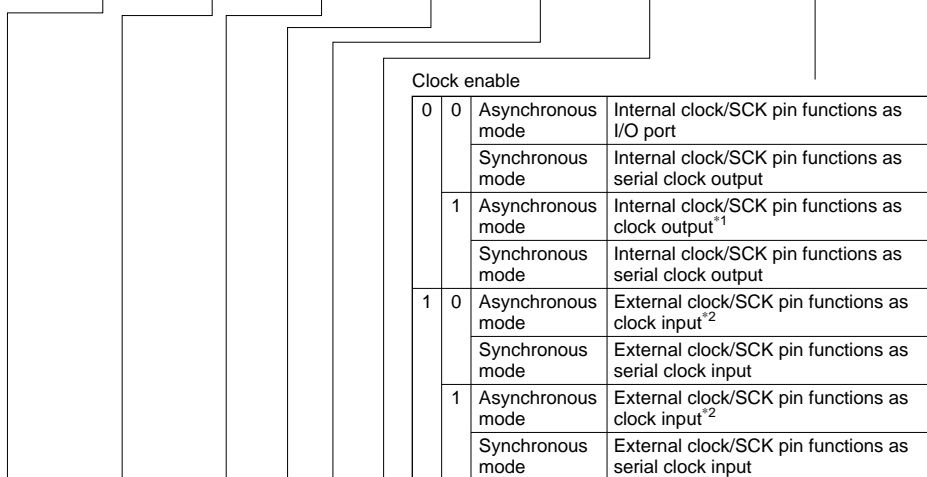 Clock enable
0 0 Asynchronous mode Internal clock/SCK pin functions as I/O port
Synchronous mode Internal clock/SCK pin functions as serial clock output
1 Asynchronous mode Internal clock/SCK pin functions as clock output*1
Synchronous mode Internal clock/SCK pin functions as serial clock output
1 0 Asynchronous mode External clock/SCK pin functions as clock input*2
Synchronous mode External clock/SCK pin functions as serial clock input
1 Asynchronous mode External clock/SCK pin functions as clock input*2
Synchronous mode External clock/SCK pin functions as serial clock input